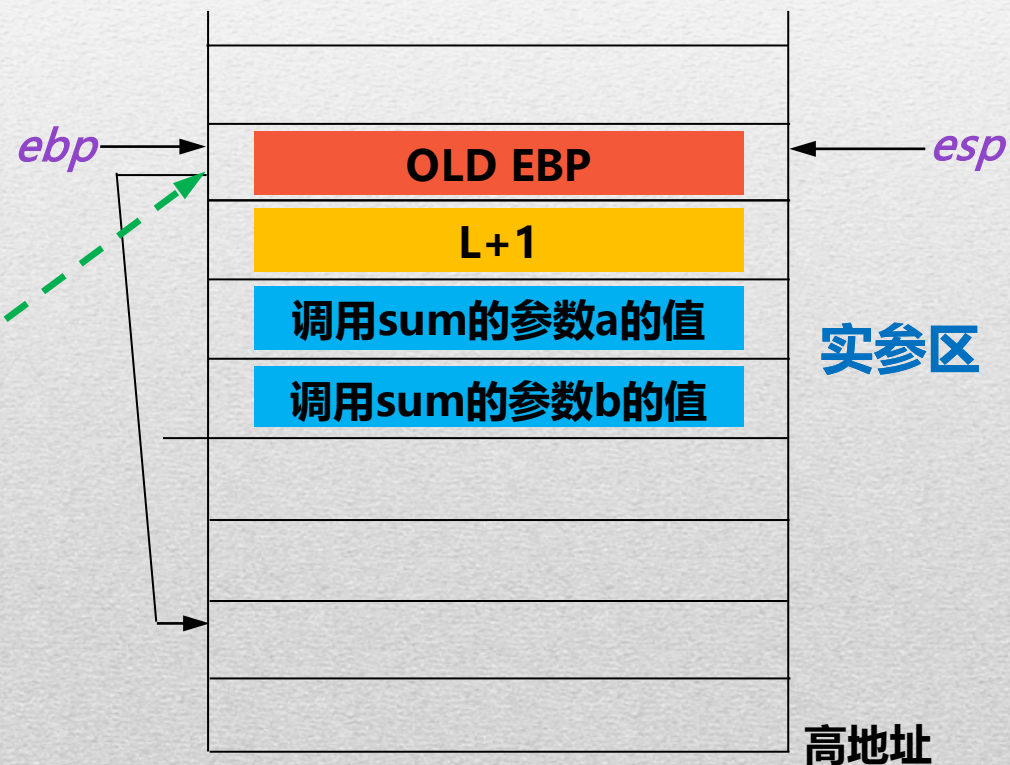 ebp
OLD EBP
esp
L+1
调用sum的参数a的值
实参区
调用sum的参数b的值
高地址